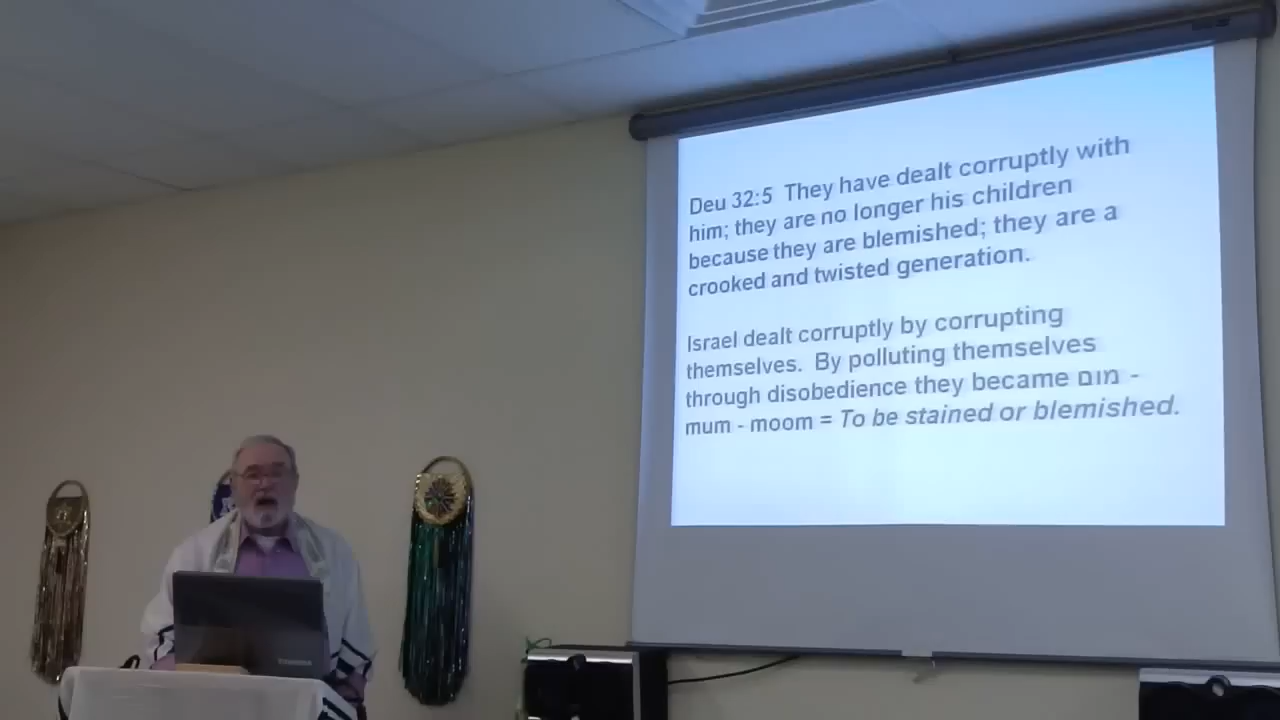 Deu 32:5  They have dealt corruptly with
him; they are no longer his children
because they are blemished; they are a
crooked and twisted generation.
Israel dealt corruptly by corrupting
themselves.  By polluting themselves
through disobedience they became מום -
mum - moom = To be stained or blemished.
TOSHIBA